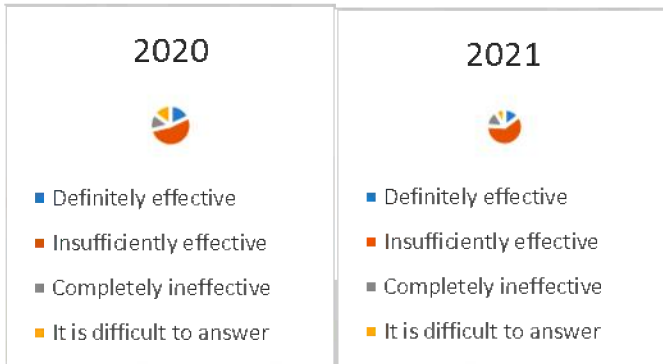 2020
Definitely effective
Insufficiently effective
Completely ineffective
It is difficult to answer
2021
Definitely effective
Insufficiently effective
Completely ineffective
It is difficult to answer